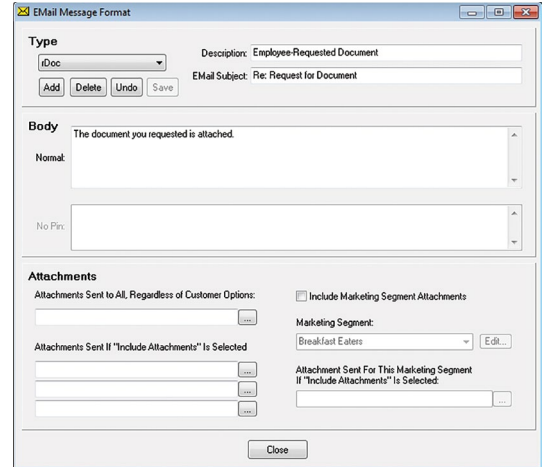 EMail Message Format
Type
rDoc
Add Delete Undo Save
Description: Employee-Requested Document
EMail Subject: Re: Request for Document
Body
Normal: The document you requested is attached.
No Pin:
Attachments
Attachments Sent to All, Regardless of Customer Options:
...
Attachments Sent If "Include Attachments" Is Selected
...
...
...
Include Marketing Segment Attachments
Marketing Segment:
Breakfast Eaters Edit...
Attachment Sent For This Marketing Segment
If "Include Attachments" Is Selected:
...
Close